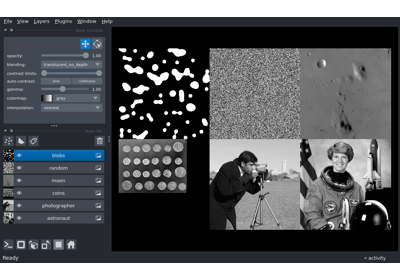 File View Layers Plugins Window Help
opacity: 1.00
blending: translucent_no_depth
contrast limits:
auto-contrast: once continuous
gamma: 1.00
colormap: gray
interpolation: nearest
blobs
random
moon
coins
photographer
astronaut
Ready
activity